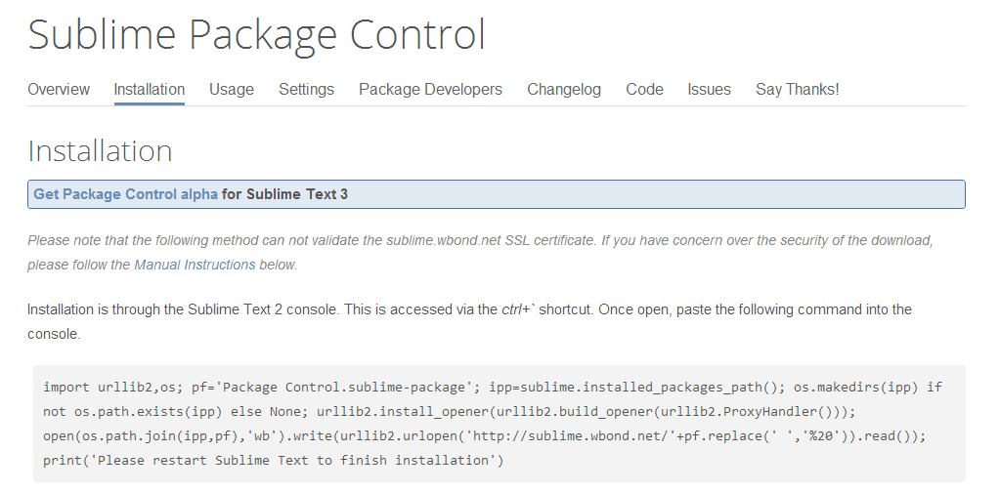 Sublime Package Control
Overview Installation Usage Settings Package Developers Changelog Code Issues Say Thanks!
Installation
Get Package Control alpha for Sublime Text 3
Please note that the following method can not validate the sublime.wbond.net SSL certificate. If you have concern over the security of the download,
please follow the Manual Instructions below.
Installation is through the Sublime Text 2 console. This is accessed via the ctrl+` shortcut. Once open, paste the following command into the
console.
import urllib2,os; pf='Package Control.sublime-package'; ipp=sublime.installed_packages_path(); os.makedirs(ipp) if
not os.path.exists(ipp) else None; urllib2.install_opener(urllib2.build_opener(urllib2.ProxyHandler()));
open(os.path.join(ipp,pf),'wb').write(urllib2.urlopen('http://sublime.wbond.net/'+pf.replace(' ','%20')).read());
print('Please restart Sublime Text to finish installation')